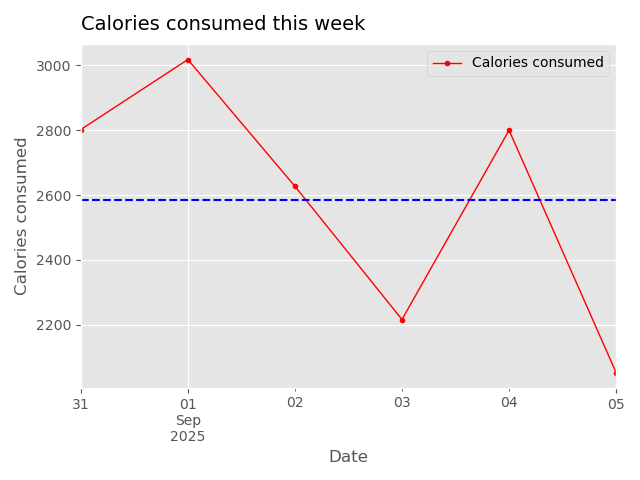 Calories consumed this week
Calories consumed
3000
2800
2600
2400
2200
Calories consumed
31
01
Sep
2025
02
03
04
05
Date